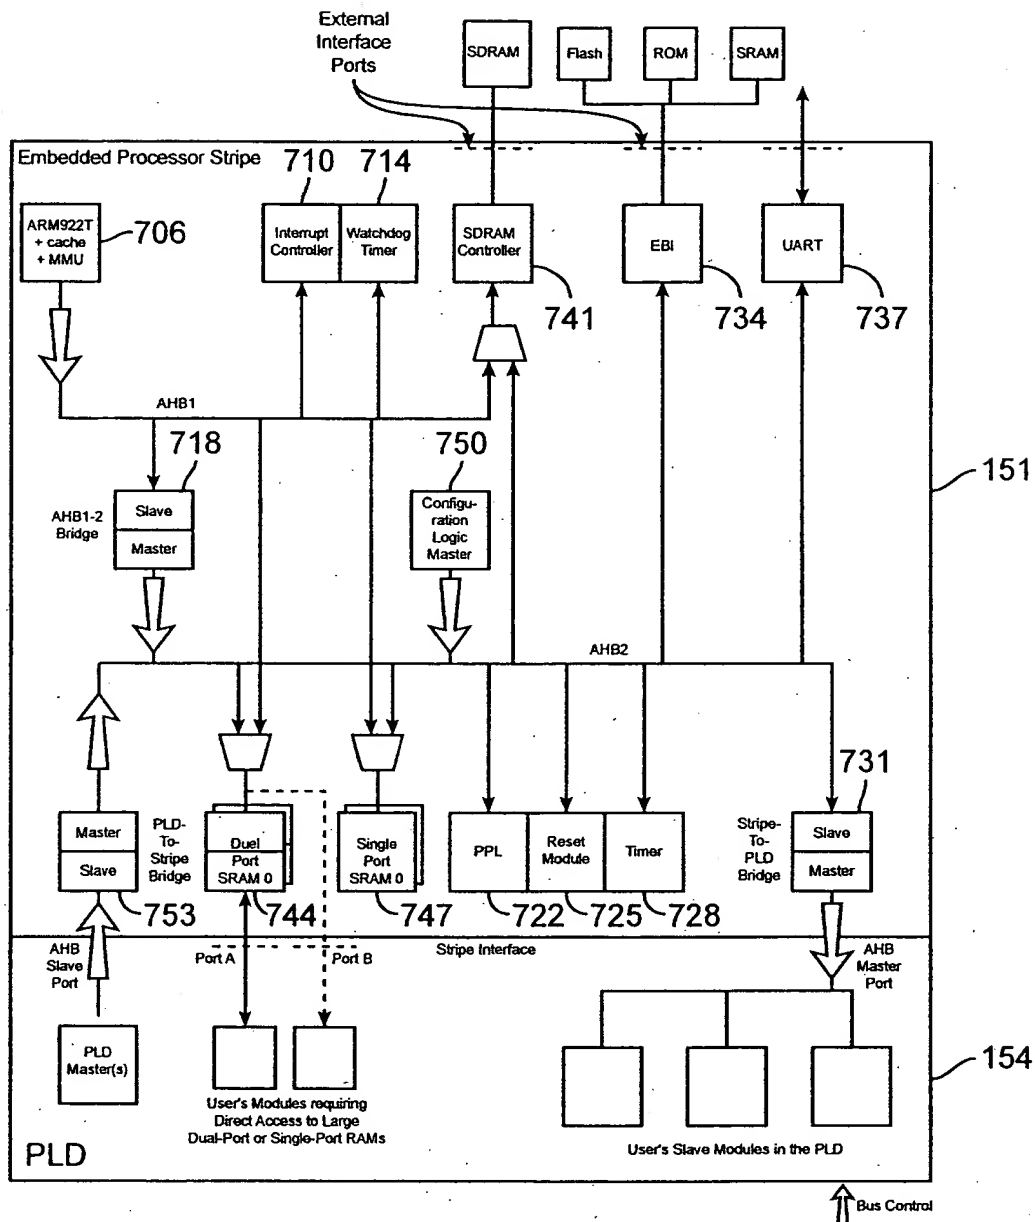 External
Interface
Ports
SDRAM
Flash
ROM
SRAM
Embedded Processor Stripe
710
714
ARM922T
+ cache
+ MMU
706
Interrupt
Controller
Watchdog
Timer
SDRAM
Controller
741
EBI
734
UART
737
AHB1
718
750
151
AHB1-2
Bridge
Slave
Master
Configu-
ration
Logic
Master
AHB2
731
Master
Slave
753
PLD-
To-
Stripe
Bridge
Duel
Port
SRAM 0
744
Single
Port
SRAM 0
747
PPL
722
Reset
Module
725
Timer
728
Stripe-
To-
PLD
Bridge
Slave
Master
AHB
Slave
Port
Port A
Port B
Stripe Interface
AHB
Master
Port
PLD
Master(s)
154
User's Modules requiring
Direct Access to Large
Dual-Port or Single-Port RAMs
User's Slave Modules in the PLD
PLD
Bus Control